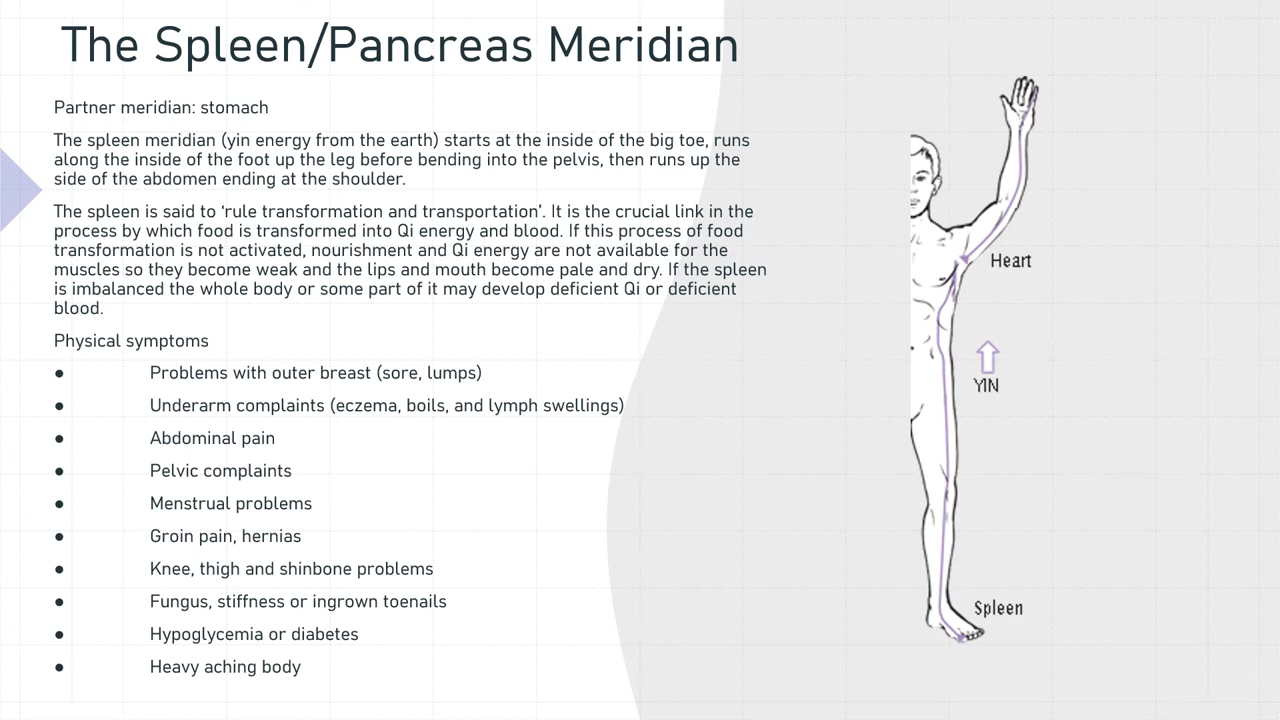 The Spleen/Pancreas Meridian
Partner meridian: stomach
The spleen meridian (yin energy from the earth) starts at the inside of the big toe, runs
along the inside of the foot up the leg before bending into the pelvis, then runs up the
side of the abdomen ending at the shoulder.
The spleen is said to 'rule transformation and transportation'. It is the crucial link in the
process by which food is transformed into Qi energy and blood. If this process of food
transformation is not activated, nourishment and Qi energy are not available for the
muscles so they become weak and the lips and mouth become pale and dry. If the spleen
is imbalanced the whole body or some part of it may develop deficient Qi or deficient
blood.
Physical symptoms
● Problems with outer breast (sore, lumps)
● Underarm complaints (eczema, boils, and lymph swellings)
● Abdominal pain
● Pelvic complaints
● Menstrual problems
● Groin pain, hernias
● Knee, thigh and shinbone problems
● Fungus, stiffness or ingrown toenails
● Hypoglycemia or diabetes
● Heavy aching body
Heart
YIN
Spleen